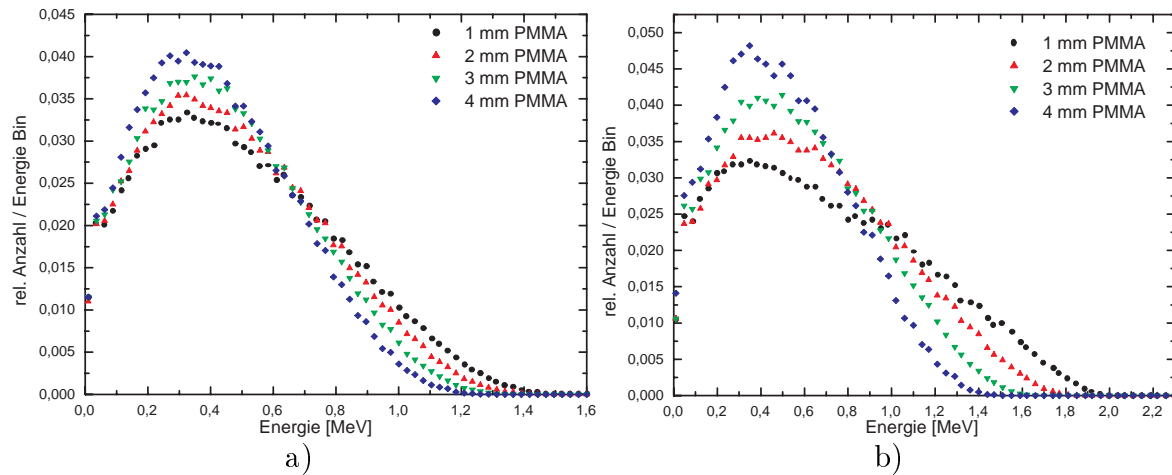 rel. Anzahl / Energie Bin
0,040
0,035
0,030
0,025
0,020
0,015
0,010
0,005
0,000
0,0 0,2 0,4 0,6 0,8 1,0 1,2 1,4 1,6
Energie [MeV]
1 mm PMMA
2 mm PMMA
3 mm PMMA
4 mm PMMA
a)
rel. Anzahl / Energie Bin
0,050
0,045
0,040
0,035
0,030
0,025
0,020
0,015
0,010
0,005
0,000
0,0 0,2 0,4 0,6 0,8 1,0 1,2 1,4 1,6 1,8 2,0 2,2
Energie [MeV]
1 mm PMMA
2 mm PMMA
3 mm PMMA
4 mm PMMA
b)